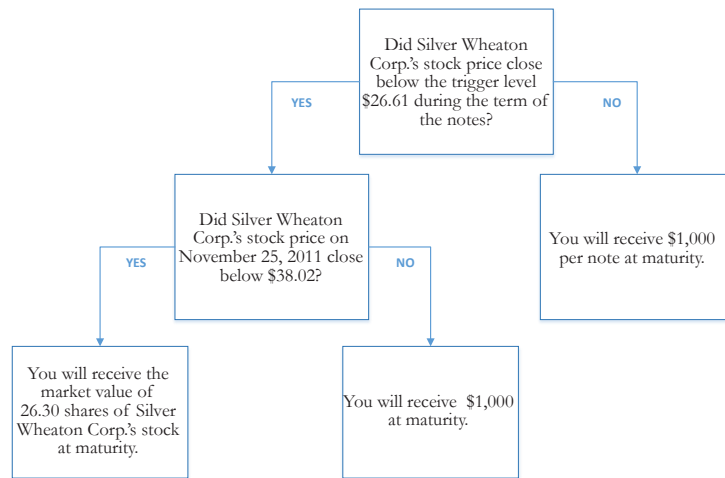 Did Silver Wheaton
Corp.'s stock price close
below the trigger level
$26.61 during the term of
the notes?
YES
NO
Did Silver Wheaton
Corp.'s stock price on
November 25, 2011 close
below $38.02?
You will receive $1,000
per note at maturity.
YES
NO
You will receive the
market value of
26.30 shares of Silver
Wheaton Corp.'s stock
at maturity.
You will receive  $1,000
at maturity.